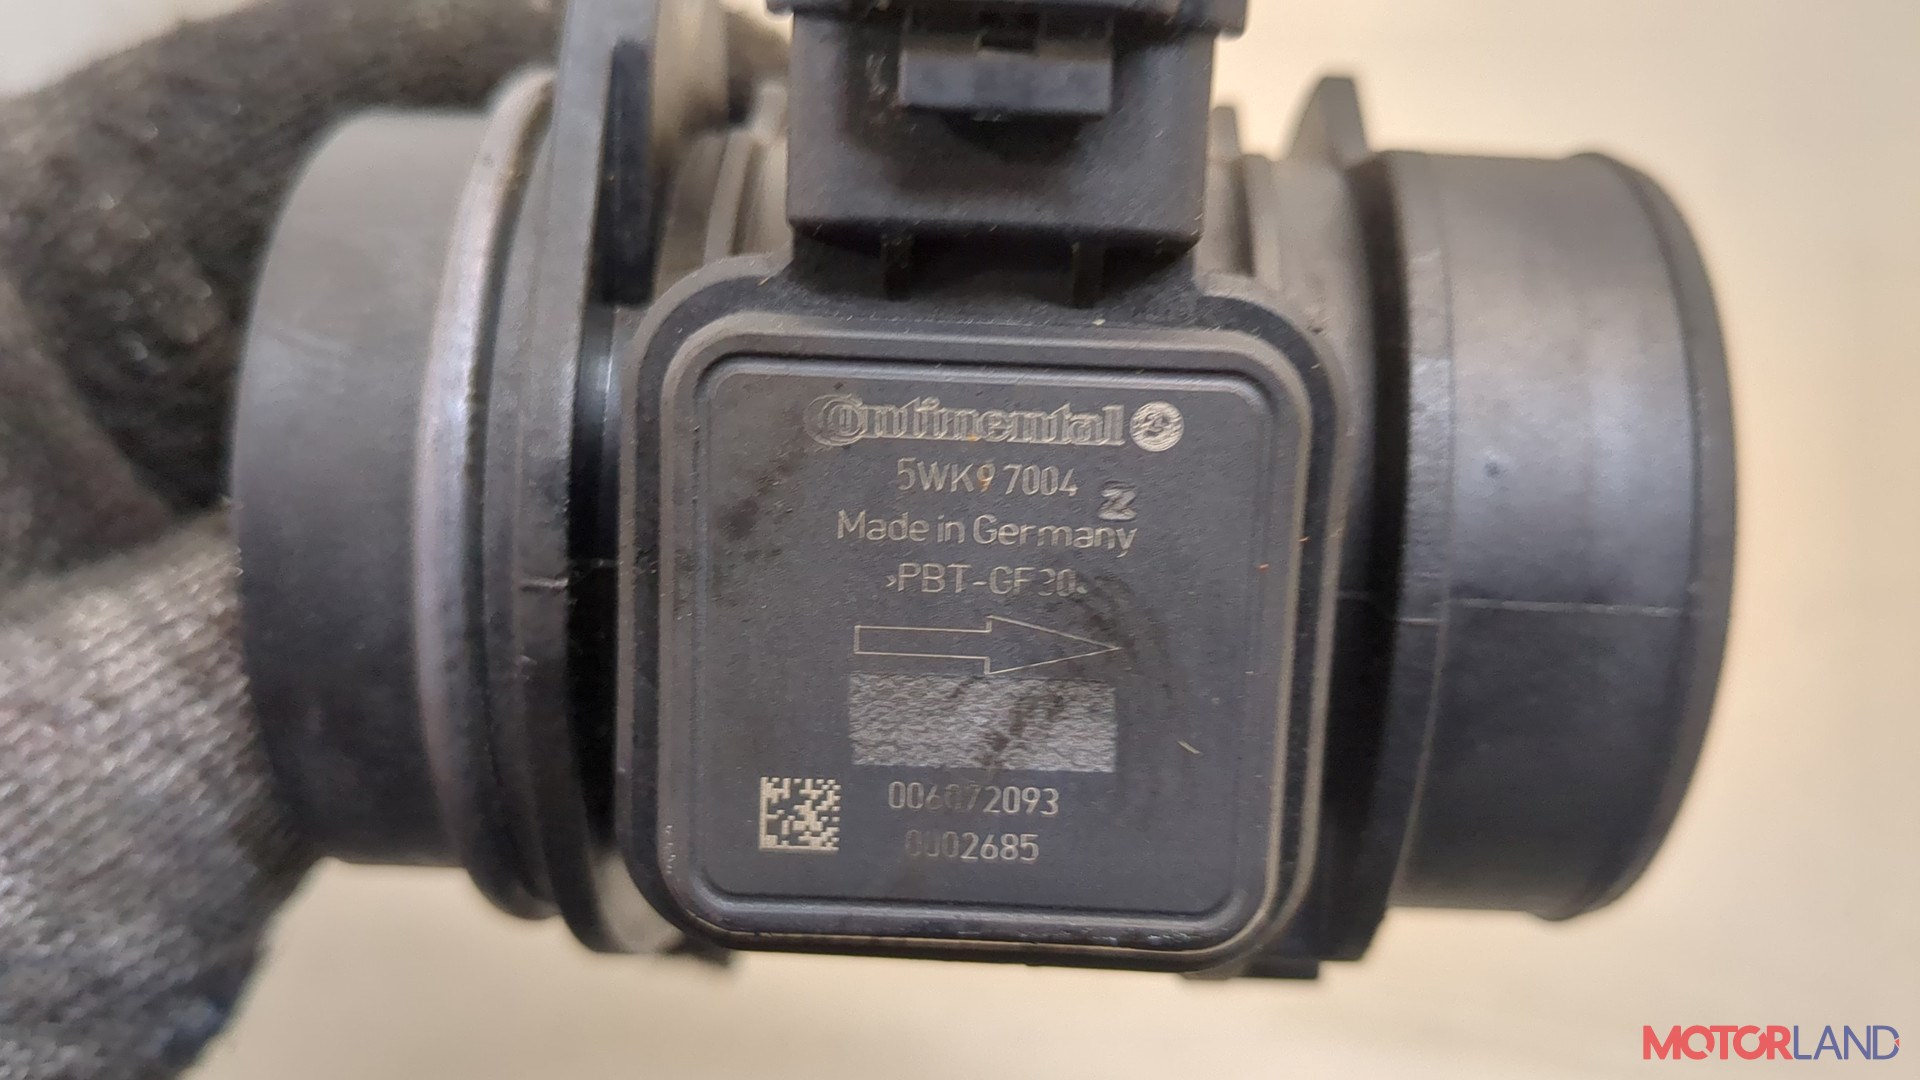 Continental
5WK9 7004 Z
Made in Germany
>PBT-GF30<
006072093
0002685
MOTORLAND